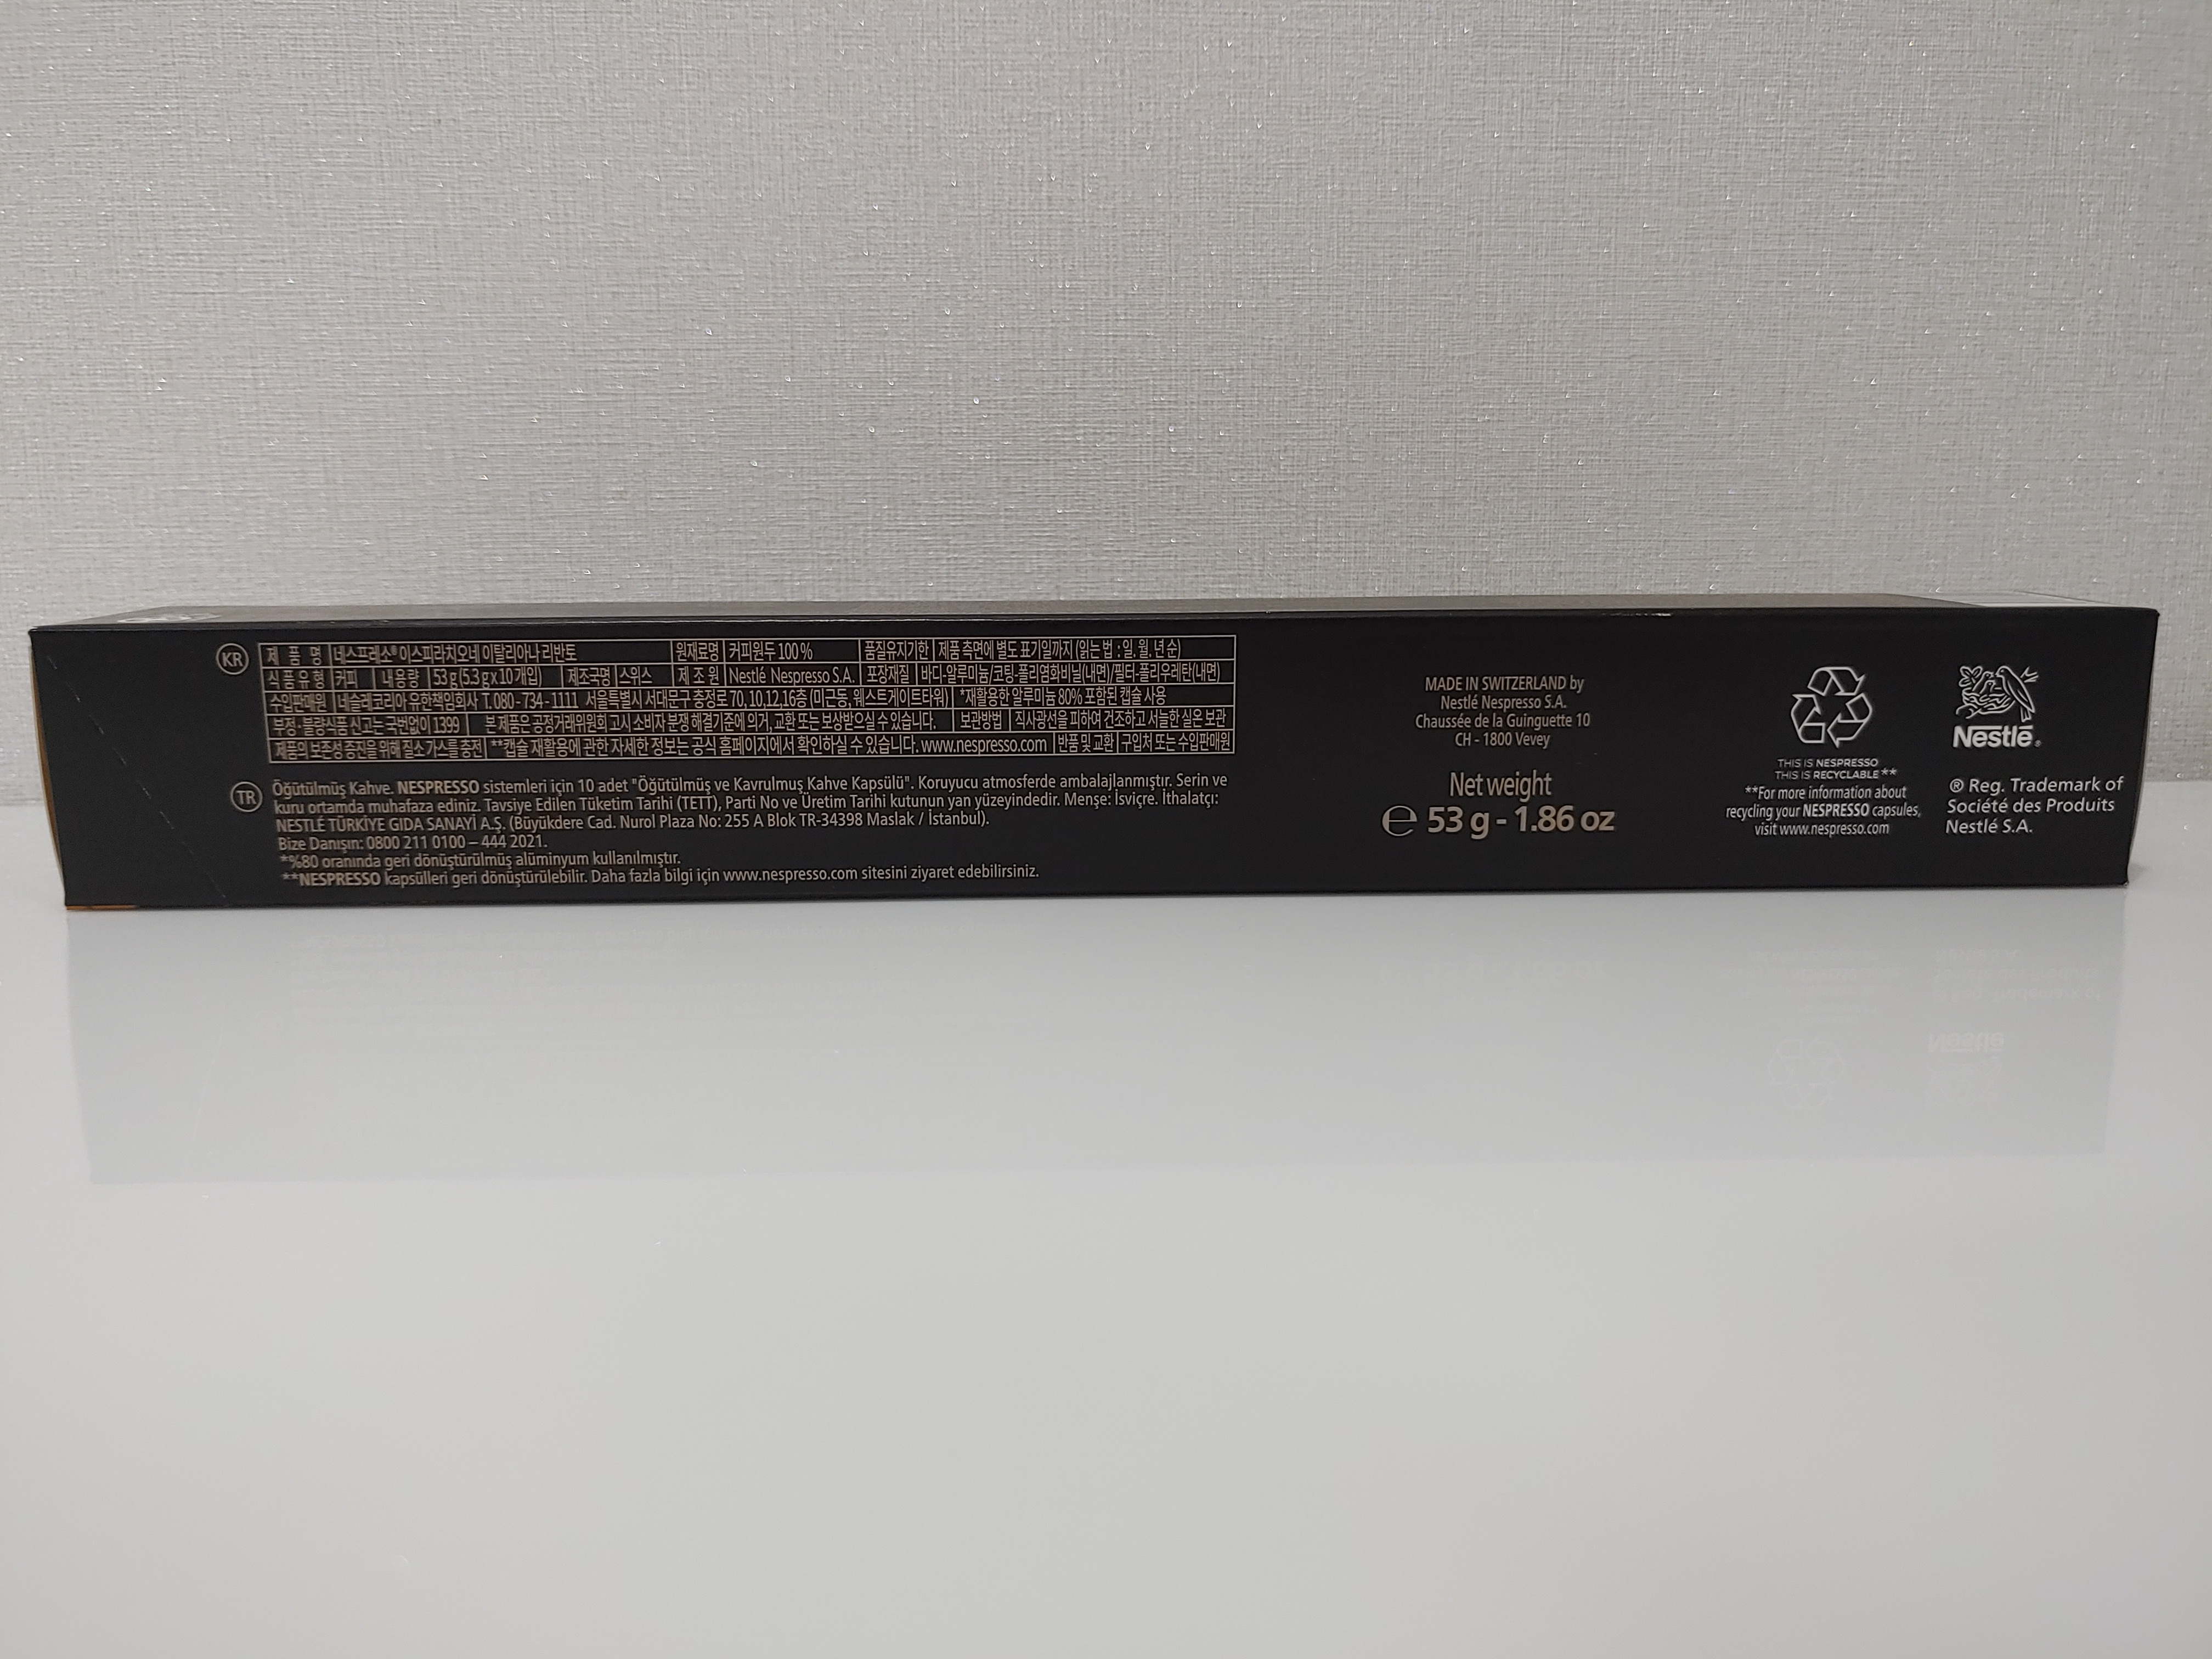 KR
제 품 명 네스프레소® 이스피라치오네 이탈리아나 리반토 원재료명 커피원두 100% 품질유지기한 제품 측면에 별도 표기일까지 (읽는 법 : 일. 월. 년 순)
식품유형 커피 내용량 53g(5.3gx10개입) 제조국명 스위스 제 조 원 Nestlé Nespresso S.A. 포장재질 바디-알루미늄/코팅-폴리염화비닐(내면)/필터-폴리우레탄(내면)
수입판매원 네슬레코리아 유한책임회사 T.080-734-1111 서울특별시 서대문구 충정로 70,10,12,16층 (미근동, 웨스트게이트타워) *재활용한 알루미늄 80% 포함된 캡슐 사용
부정·불량식품 신고는 국번없이 1399 본 제품은 공정거래위원회 고시 소비자 분쟁 해결기준에 의거, 교환 또는 보상받으실 수 있습니다. 보관방법 직사광선을 피하여 건조하고 서늘한 실온 보관
제품의 보존성 증진을 위해 질소 가스를 충전 **캡슐 재활용에 관한 자세한 정보는 공식 홈페이지에서 확인하실 수 있습니다. www.nespresso.com 반품 및 교환 구입처 또는 수입판매원
TR
Öğütülmüş Kahve. NESPRESSO sistemleri için 10 adet "Öğütülmüş ve Kavrulmuş Kahve Kapsülü". Koruyucu atmosferde ambalajlanmıştır. Serin ve
kuru ortamda muhafaza ediniz. Tavsiye Edilen Tüketim Tarihi (TETT), Parti No ve Üretim Tarihi kutunun yan yüzeyindedir. Menşe: İsviçre. İthalatçı:
NESTLÉ TÜRKİYE GIDA SANAYİ A.Ş. (Büyükdere Cad. Nurol Plaza No: 255 A Blok TR-34398 Maslak / İstanbul).
Bize Danışın: 0800 211 0100 – 444 2021.
*%80 oranında geri dönüştürülmüş alüminyum kullanılmıştır.
**NESPRESSO kapsülleri geri dönüştürülebilir. Daha fazla bilgi için www.nespresso.com sitesini ziyaret edebilirsiniz.
MADE IN SWITZERLAND by
Nestlé Nespresso S.A.
Chaussée de la Guinguette 10
CH - 1800 Vevey
Net weight
℮ 53 g - 1.86 oz
THIS IS NESPRESSO
THIS IS RECYCLABLE**
**For more information about
recycling your NESPRESSO capsules,
visit www.nespresso.com
Nestlé®
® Reg. Trademark of
Société des Produits
Nestlé S.A.